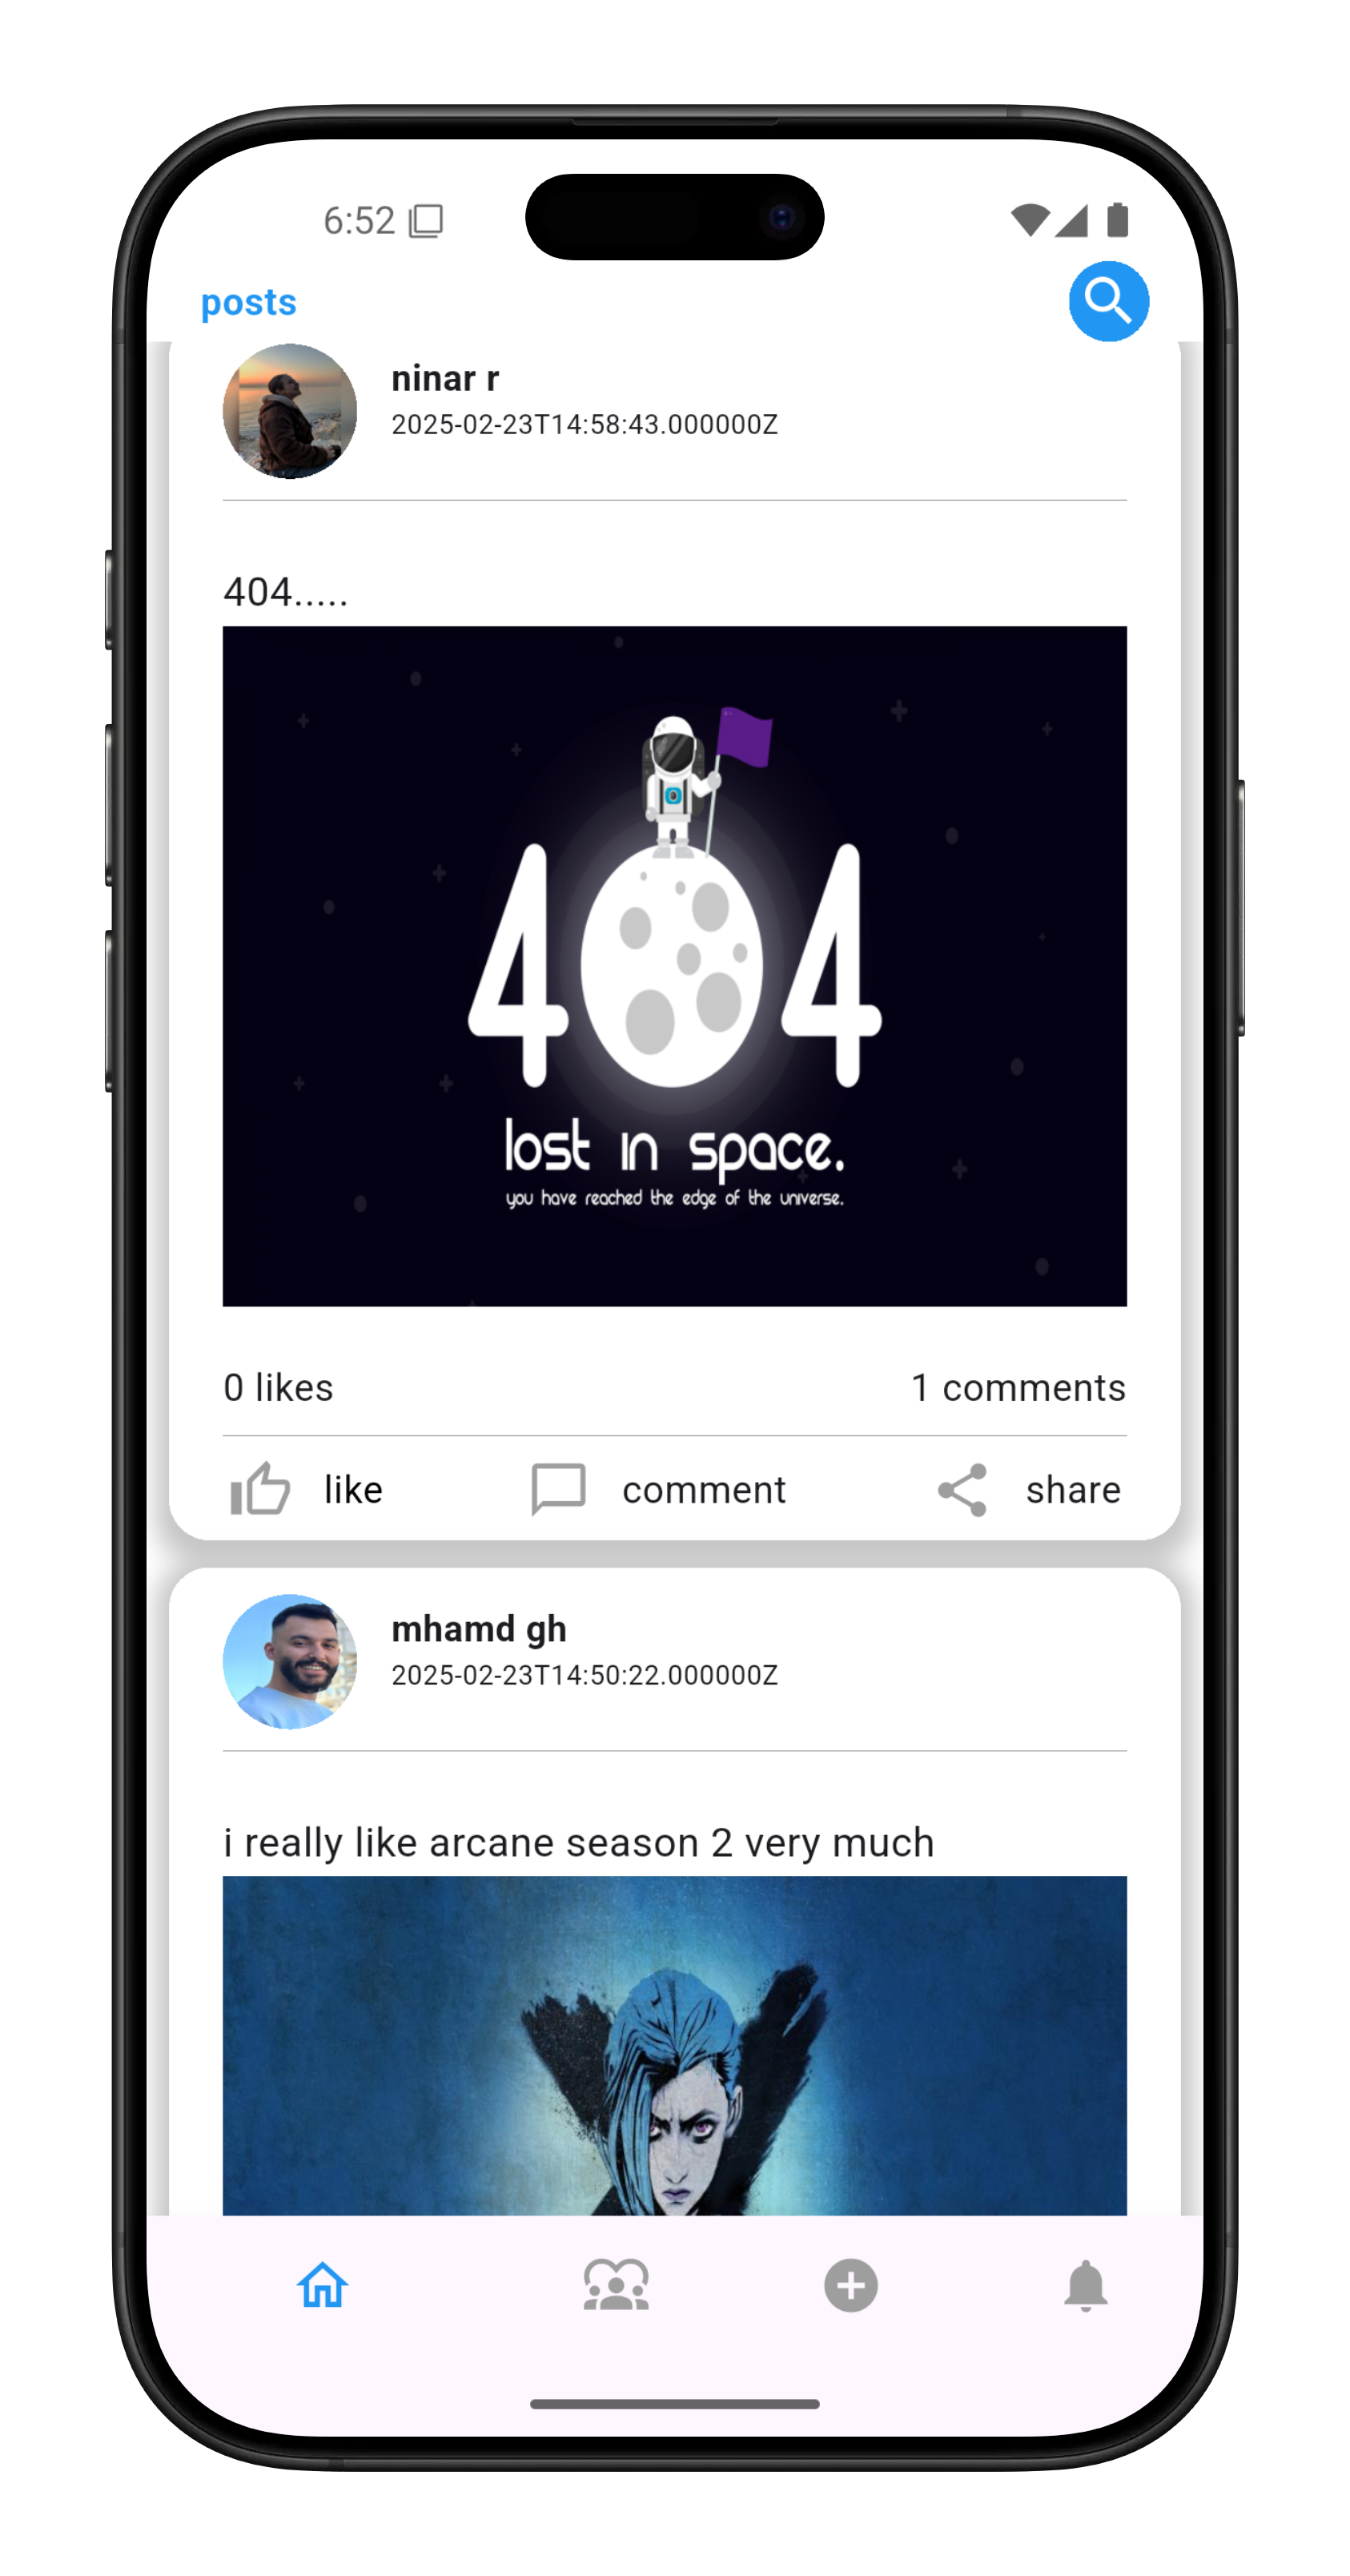 6:52
posts
ninar r
2025-02-23T14:58:43.000000Z
404.....
404
lost in space.
you have reached the edge of the universe.
0 likes 1 comments
like comment share
mhamd gh
2025-02-23T14:50:22.000000Z
i really like arcane season 2 very much